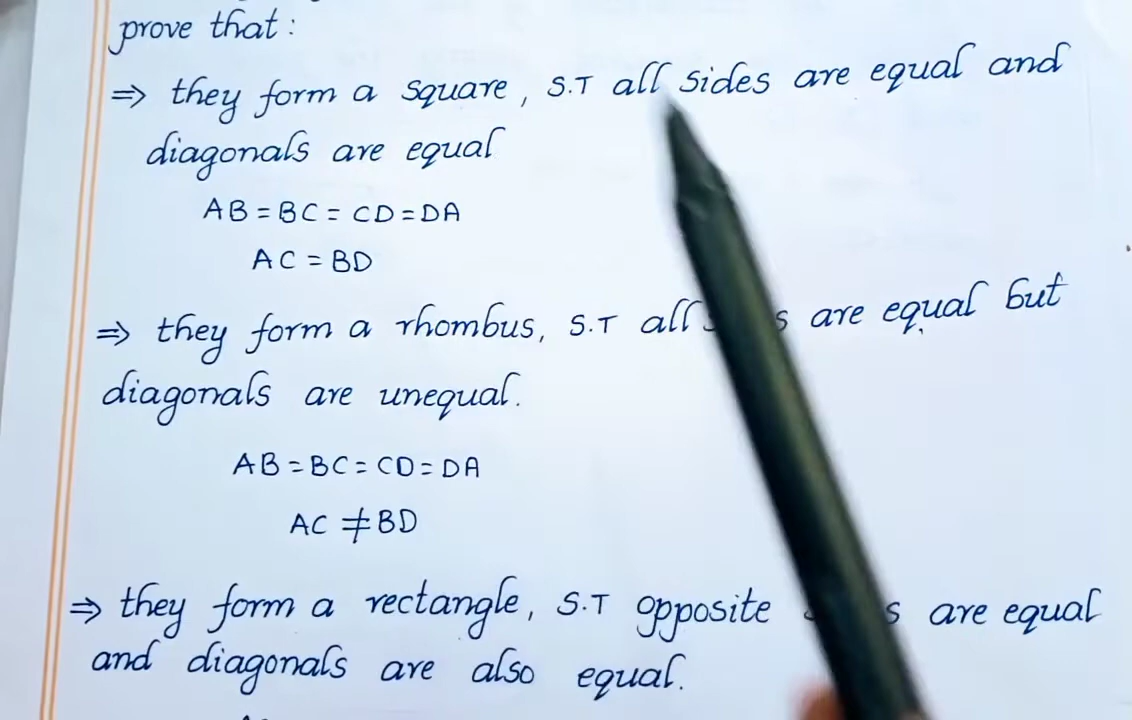 prove that :
⇒ they form a square, S.T all sides are equal and
diagonals are equal
AB = BC = CD = DA
AC = BD
⇒ they form a rhombus, S.T all are equal but
diagonals are unequal.
AB = BC = CD = DA
AC ≠ BD
⇒ they form a rectangle, S.T opposite are equal
and diagonals are also equal.